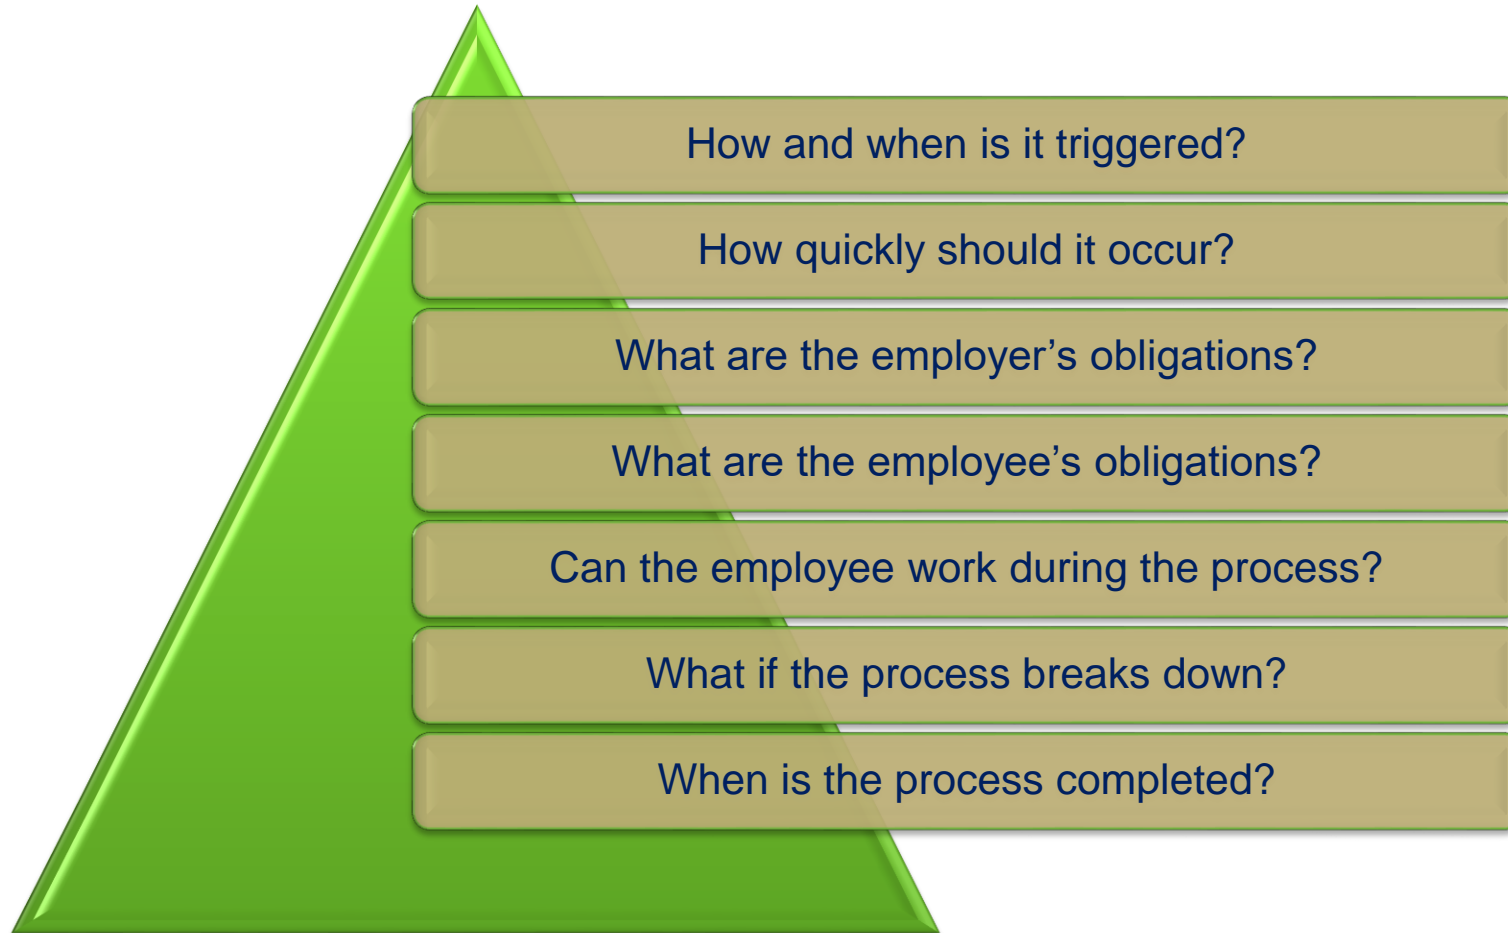 How and when is it triggered?
How quickly should it occur?
What are the employer’s obligations?
What are the employee’s obligations?
Can the employee work during the process?
What if the process breaks down?
When is the process completed?